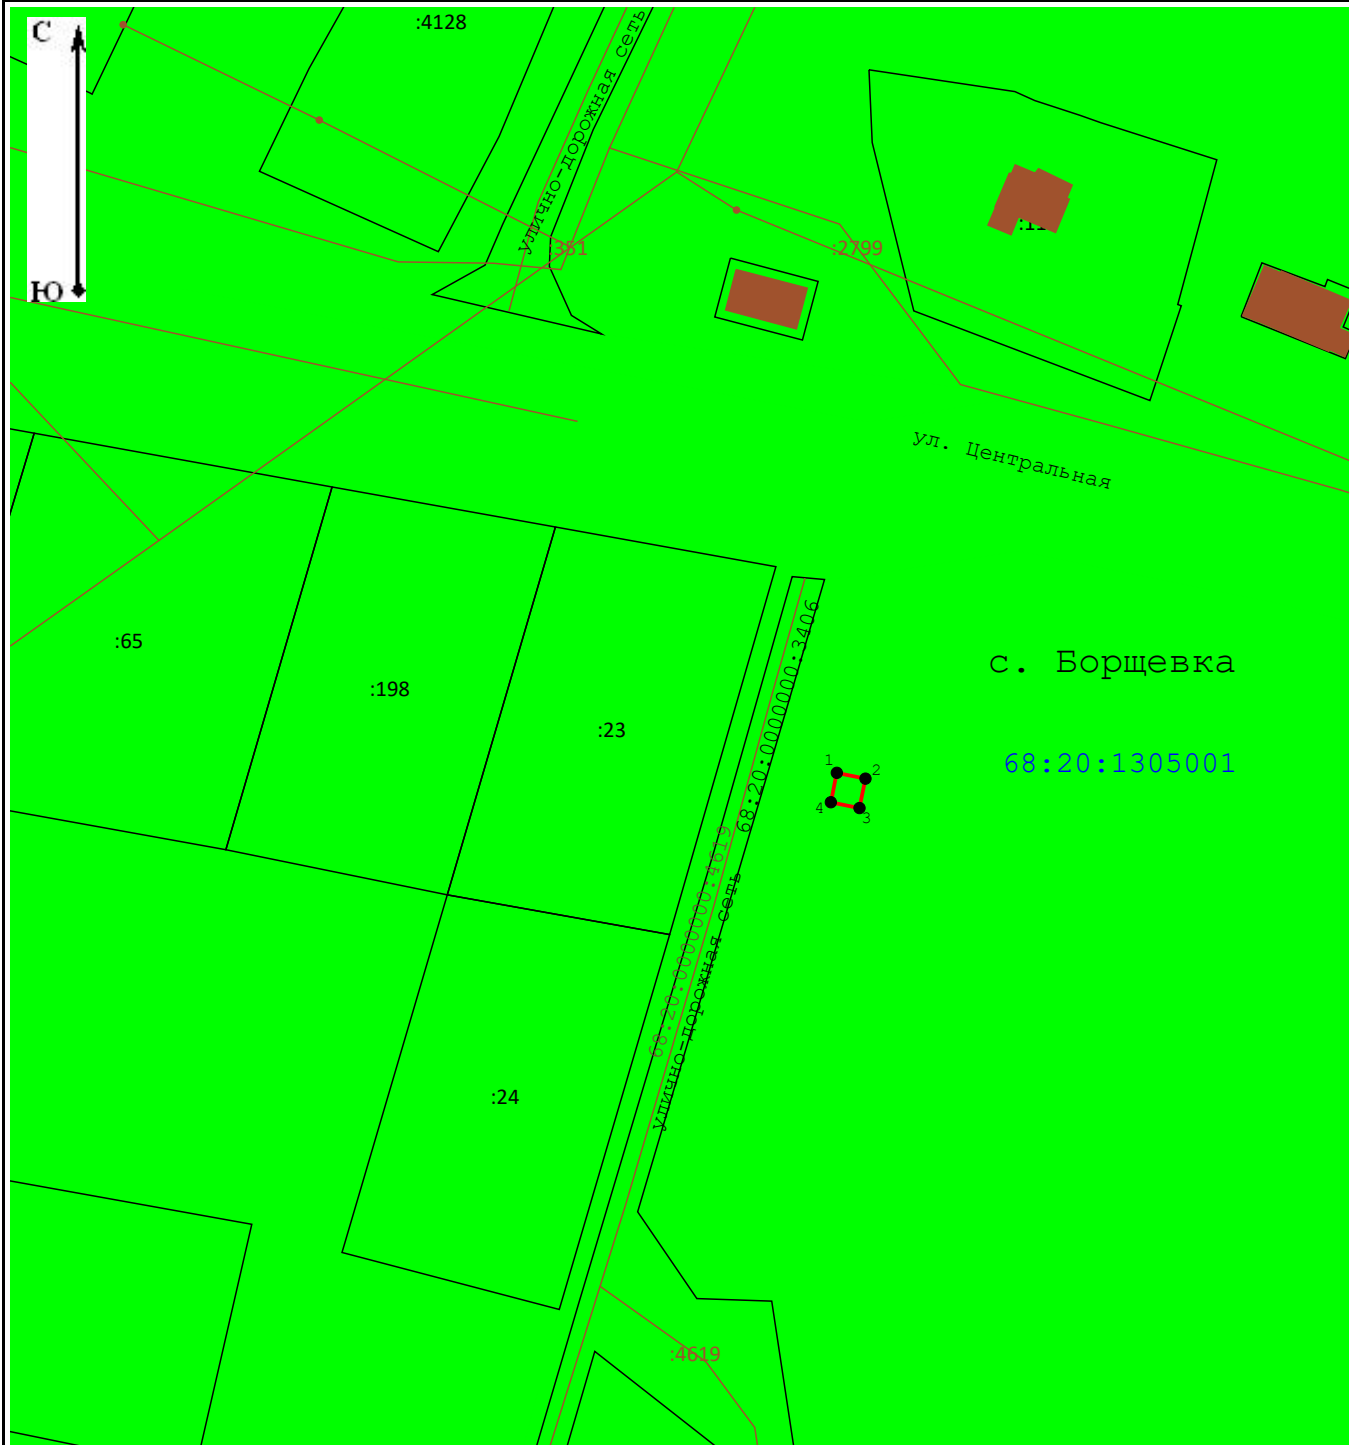 С
:4128
улично-дорожная сеть
:11
:351
:2799
Ю
ул. Центральная
:65
:198
:23
68:20:0000000:3406
с. Борщевка
68:20:1305001
1
2
4
3
68:20:0000000:4619
улично-дорожная сеть
:24
:4619